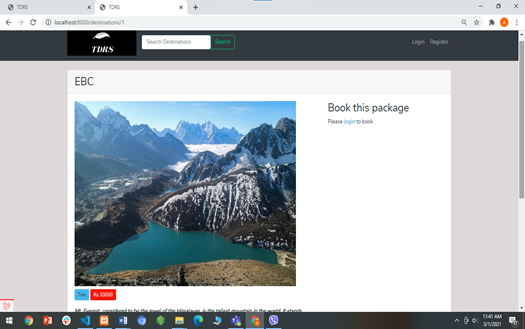 TDRS
TDRS
localhost:8000/destinations/1
TDRS
Search Destinations
Search
Login
Register
EBC
Book this package
Please login to book
Trek
Rs 20000
Mt. Everest, considered to be the jewel of the Himalayas, is the tallest mountain in the world. It stands
11:41 AM
3/1/2021